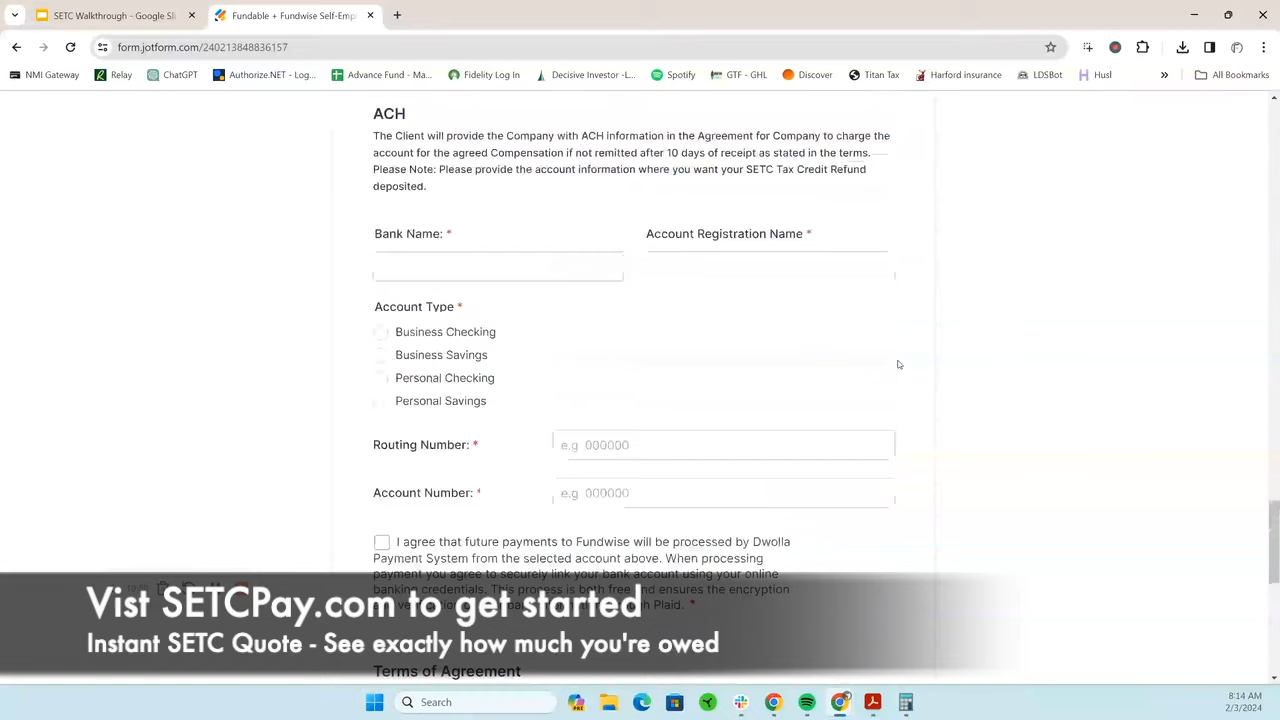 SETC Walkthrough - Google Sli
Fundable + Fundwise Self-Emp
form.jotform.com/240213848836157
NMI Gateway
Relay
ChatGPT
Authorize.NET - Log...
Advance Fund - Ma...
Fidelity Log In
Decisive Investor -L...
Spotify
GTF - GHL
Discover
Titan Tax
Harford insurance
LDSBot
Husl
»
All Bookmarks
ACH
The Client will provide the Company with ACH Information in the Agreement for Company to charge the
account for the agreed Compensation if not remitted after 10 days of receipt as stated in the terms.
Please Note: Please provide the account information where you want your SETC Tax Credit Refund
deposited.
Bank Name: *
Account Registration Name *
Account Type *
Business Checking
Business Savings
Personal Checking
Personal Savings
Routing Number: *
e.g 000000
Account Number: *
e.g 000000
I agree that future payments to Fundwise will be processed by Dwolla
Payment System from the selected account above. When processing
payment you agree to securely link your bank account using your online
banking credentials. This process is both free and ensures the encryption
Plaid. *
Vist SETCPay.com to get started
Instant SETC Quote - See exactly how much you're owed
Terms of Agreement
Search
8:14 AM
2/3/2024